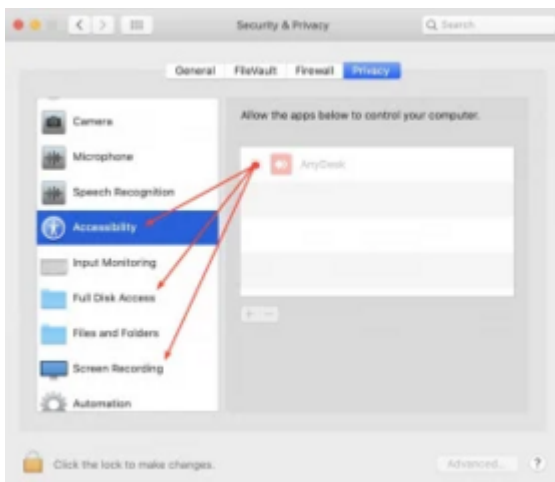 Security & Privacy
Search
General FileVault Firewall Privacy
Camera
Microphone
Speech Recognition
Accessibility
Input Monitoring
Full Disk Access
Files and Folders
Screen Recording
Automation
Allow the apps below to control your computer.
AnyDesk
Click the lock to make changes.
Advanced...
?